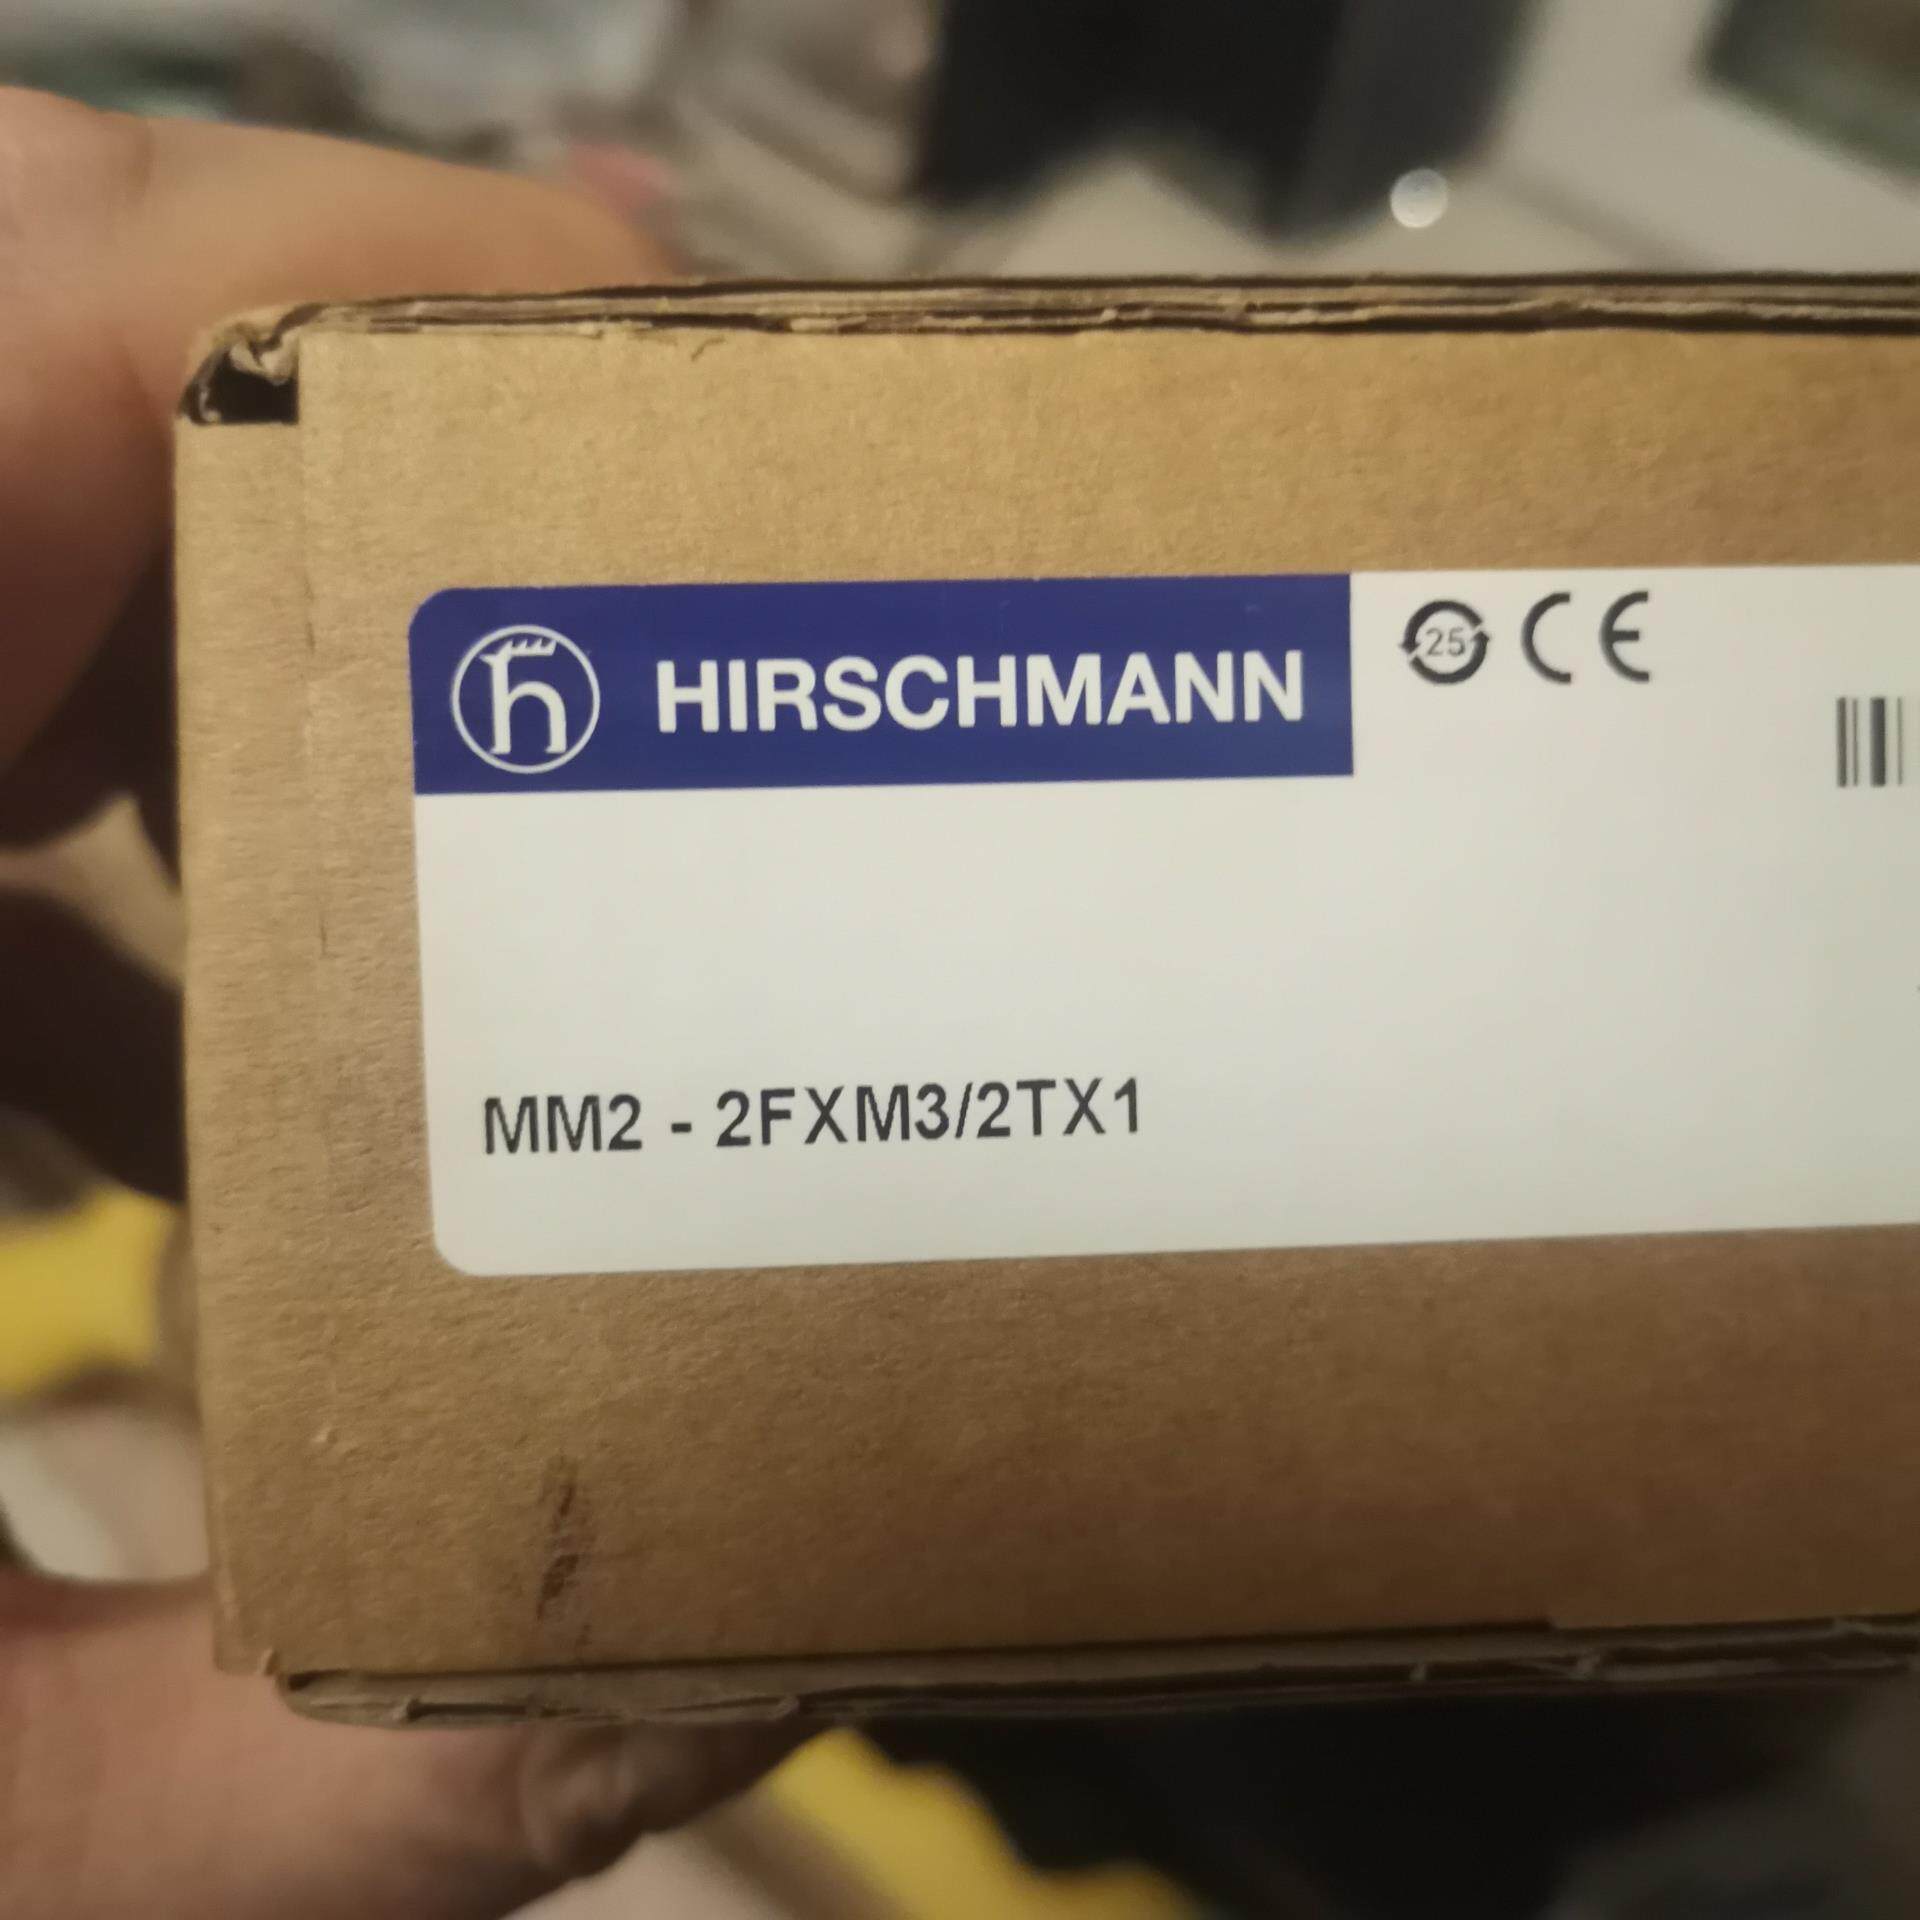 HIRSCHMANN
25 CE
MM2 - 2FXM3/2TX1